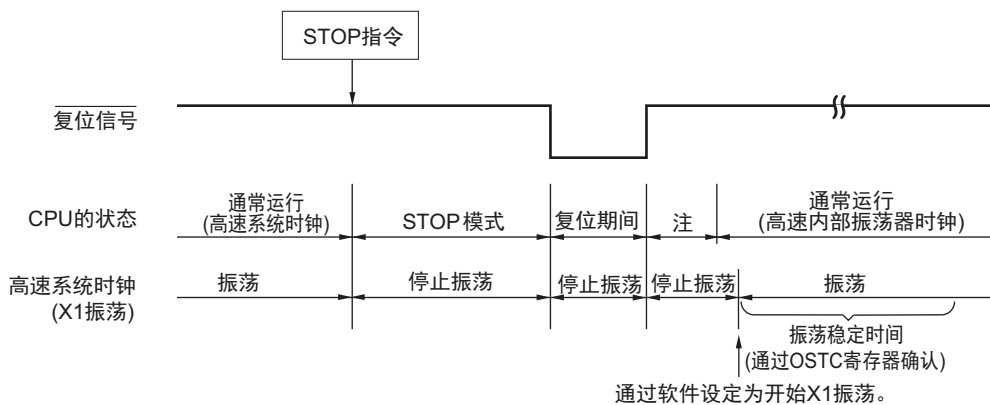 STOP指令
复位信号
CPU的状态
通常运行
(高速系统时钟)
STOP模式
复位期间
注
通常运行
(高速内部振荡器时钟)
高速系统时钟
(X1振荡)
振荡
停止振荡
停止振荡
停止振荡
振荡
振荡稳定时间
(通过OSTC寄存器确认)
通过软件设定为开始X1振荡。